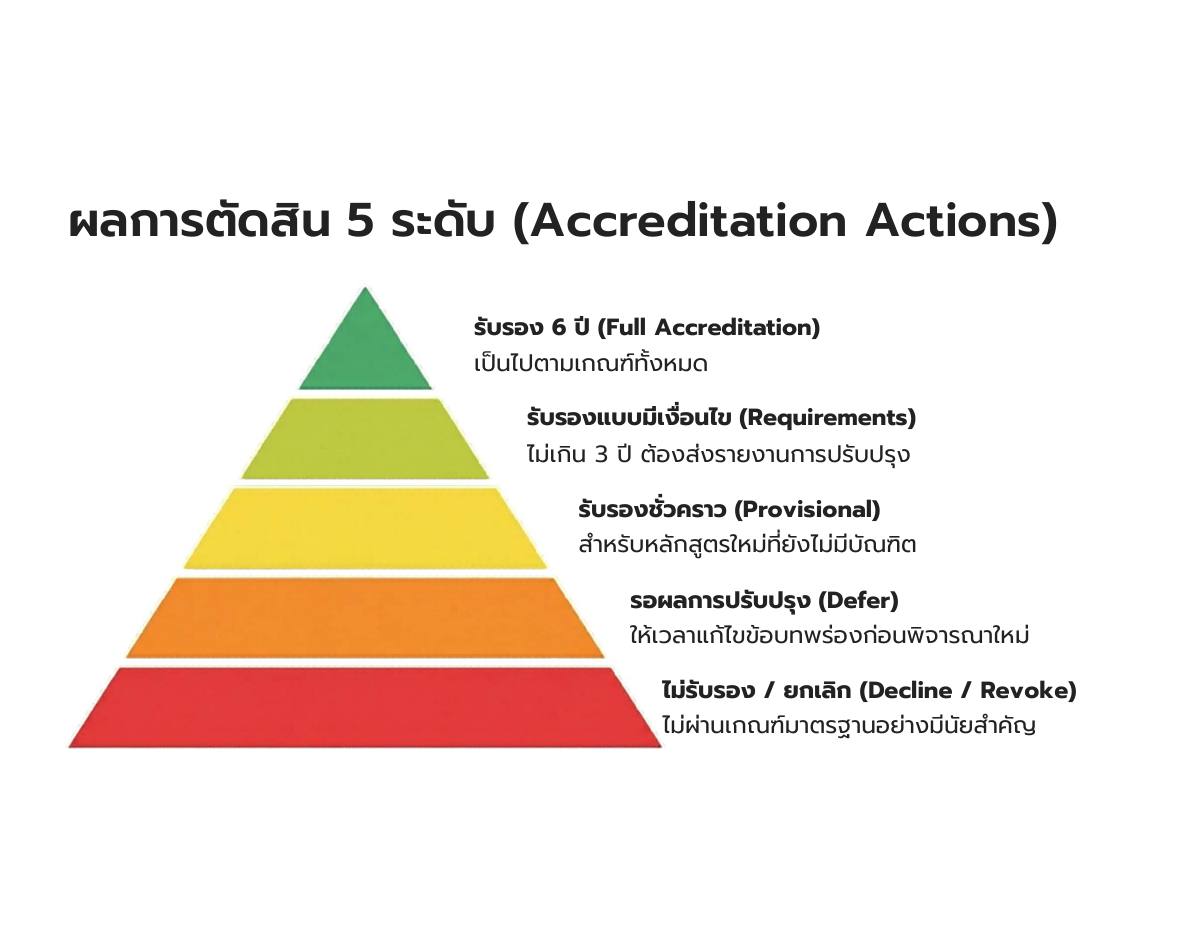 ผลการตัดสิน 5 ระดับ (Accreditation Actions)
รับรอง 6 ปี (Full Accreditation)
เป็นไปตามเกณฑ์ทั้งหมด
รับรองแบบมีเงื่อนไข (Requirements)
ไม่เกิน 3 ปี ต้องส่งรายงานการปรับปรุง
รับรองชั่วคราว (Provisional)
สำหรับหลักสูตรใหม่ที่ยังไม่มีบัณฑิต
รอผลการปรับปรุง (Defer)
ให้เวลาแก้ไขข้อบทพร่องก่อนพิจารณาใหม่
ไม่รับรอง / ยกเลิก (Decline / Revoke)
ไม่ผ่านเกณฑ์มาตรฐานอย่างมีนัยสำคัญ